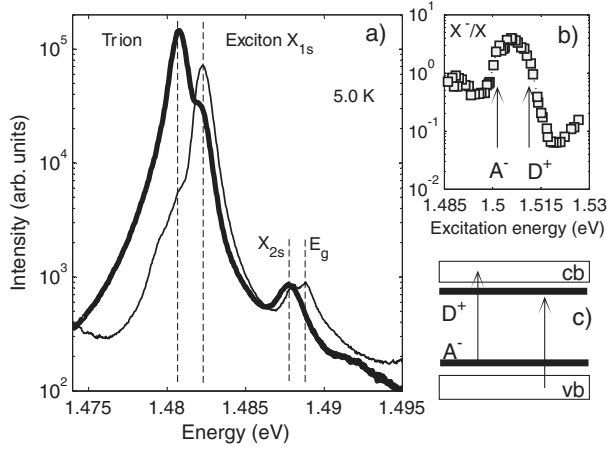 a)
Trion
Exciton X1s
5.0 K
X2s
Eg
10^5
10^4
10^3
10^2
Intensity (arb. units)
1.475
1.48
1.485
1.49
1.495
Energy (eV)
b)
X⁻/X
10^1
10^0
10^-1
10^-2
A⁻
D⁺
1.485
1.5
1.515
1.53
Excitation energy (eV)
cb
D⁺
c)
A⁻
vb